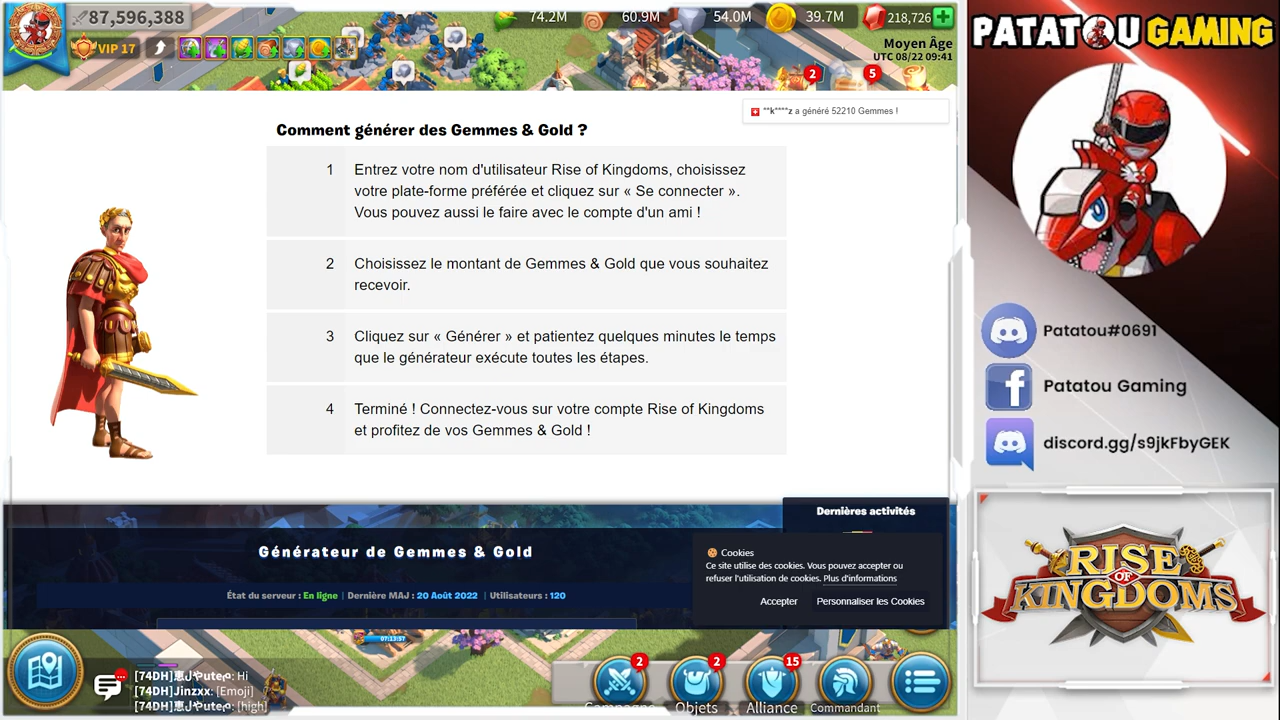 87,596,388
74.2M
60.9M
54.0M
39.7M
218,726
VIP 17
Moyen Âge
UTC 08/22 09:41
2
5
**k****z a généré 52210 Gemmes !
Comment générer des Gemmes & Gold ?
1 Entrez votre nom d'utilisateur Rise of Kingdoms, choisissez
votre plate-forme préférée et cliquez sur « Se connecter ».
Vous pouvez aussi le faire avec le compte d'un ami !
2 Choisissez le montant de Gemmes & Gold que vous souhaitez
recevoir.
3 Cliquez sur « Générer » et patientez quelques minutes le temps
que le générateur exécute toutes les étapes.
4 Terminé ! Connectez-vous sur votre compte Rise of Kingdoms
et profitez de vos Gemmes & Gold !
Dernières activités
Générateur de Gemmes & Gold
État du serveur : En ligne | Dernière MAJ : 20 Août 2022 | Utilisateurs : 120
Cookies
Ce site utilise des cookies. Vous pouvez accepter ou
refuser l'utilisation de cookies. Plus d'informations
Accepter
Personnaliser les Cookies
07:13:57
[74DH]Jinzxx: [Emoji]
2
2
15
Campagne
Objets
Alliance
Commandant
PATATOU GAMING
Patatou#0691
Patatou Gaming
discord.gg/s9jkFbyGEK
RISE
OF
KINGDOMS